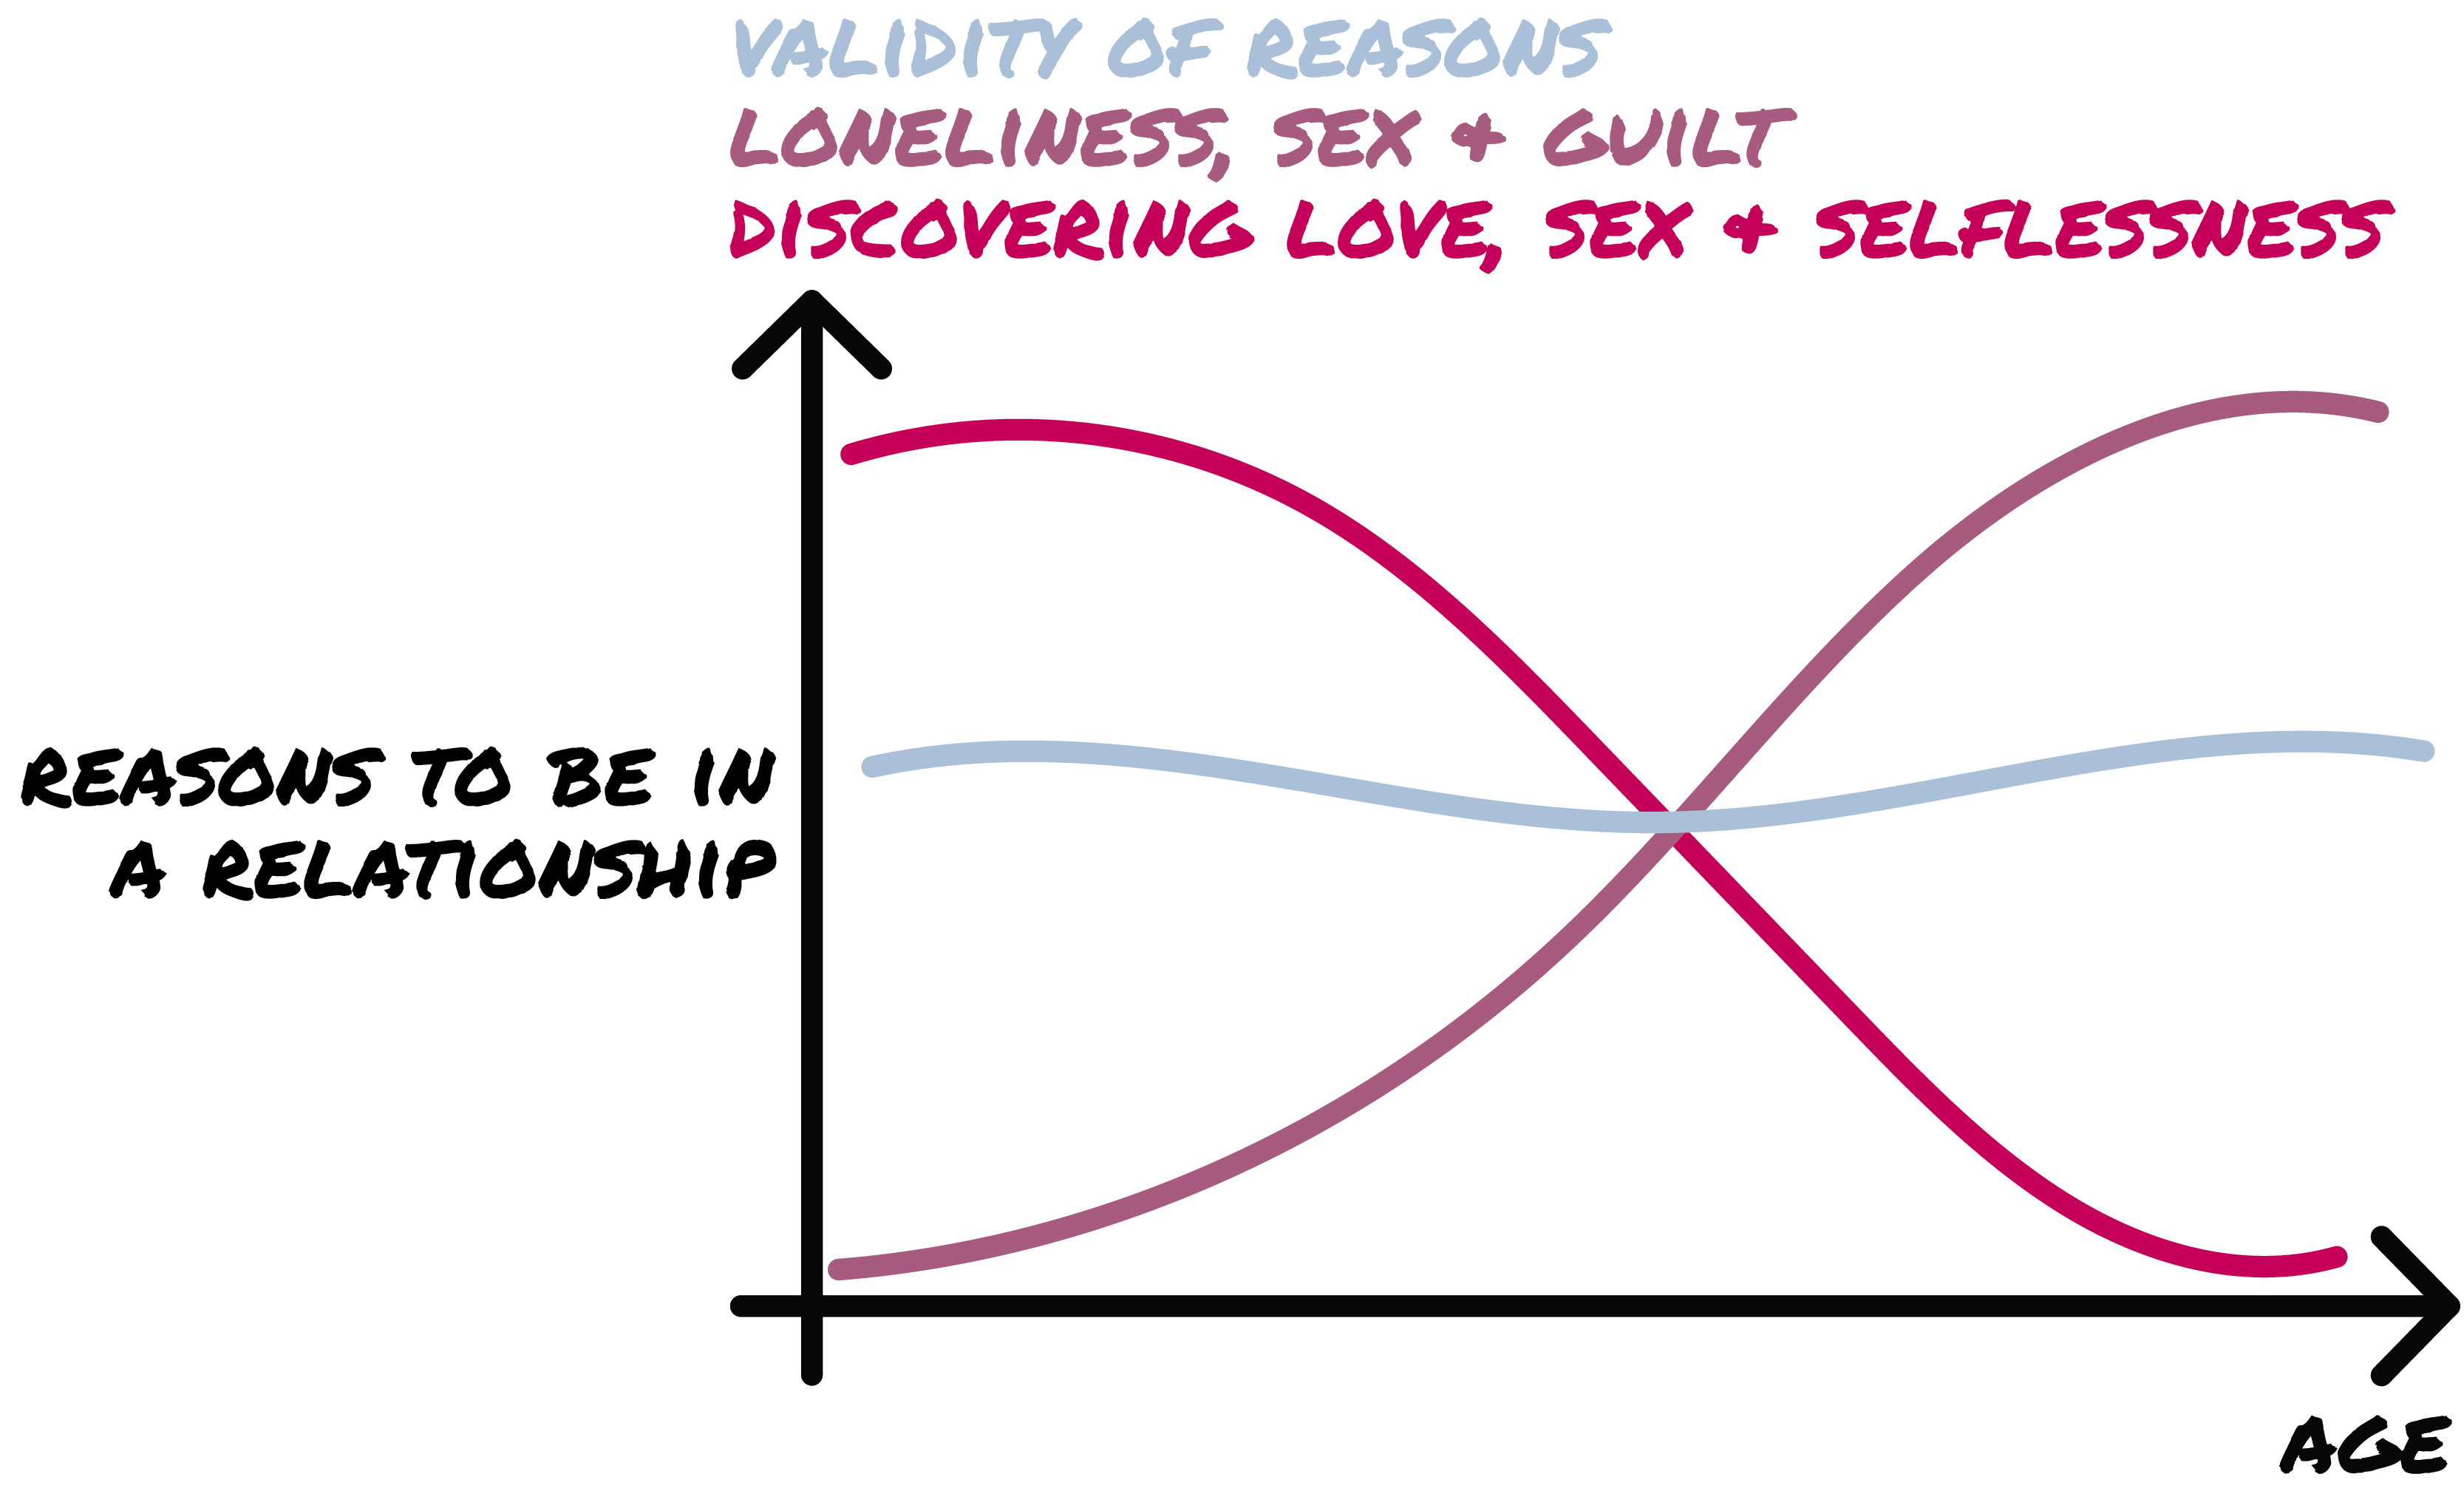 VALIDITY OF REASONS
LONELINESS, SEX + GUILT
DISCOVERING LOVE, SEX + SELFLESSNESS
REASONS TO BE IN
A RELATIONSHIP
AGE